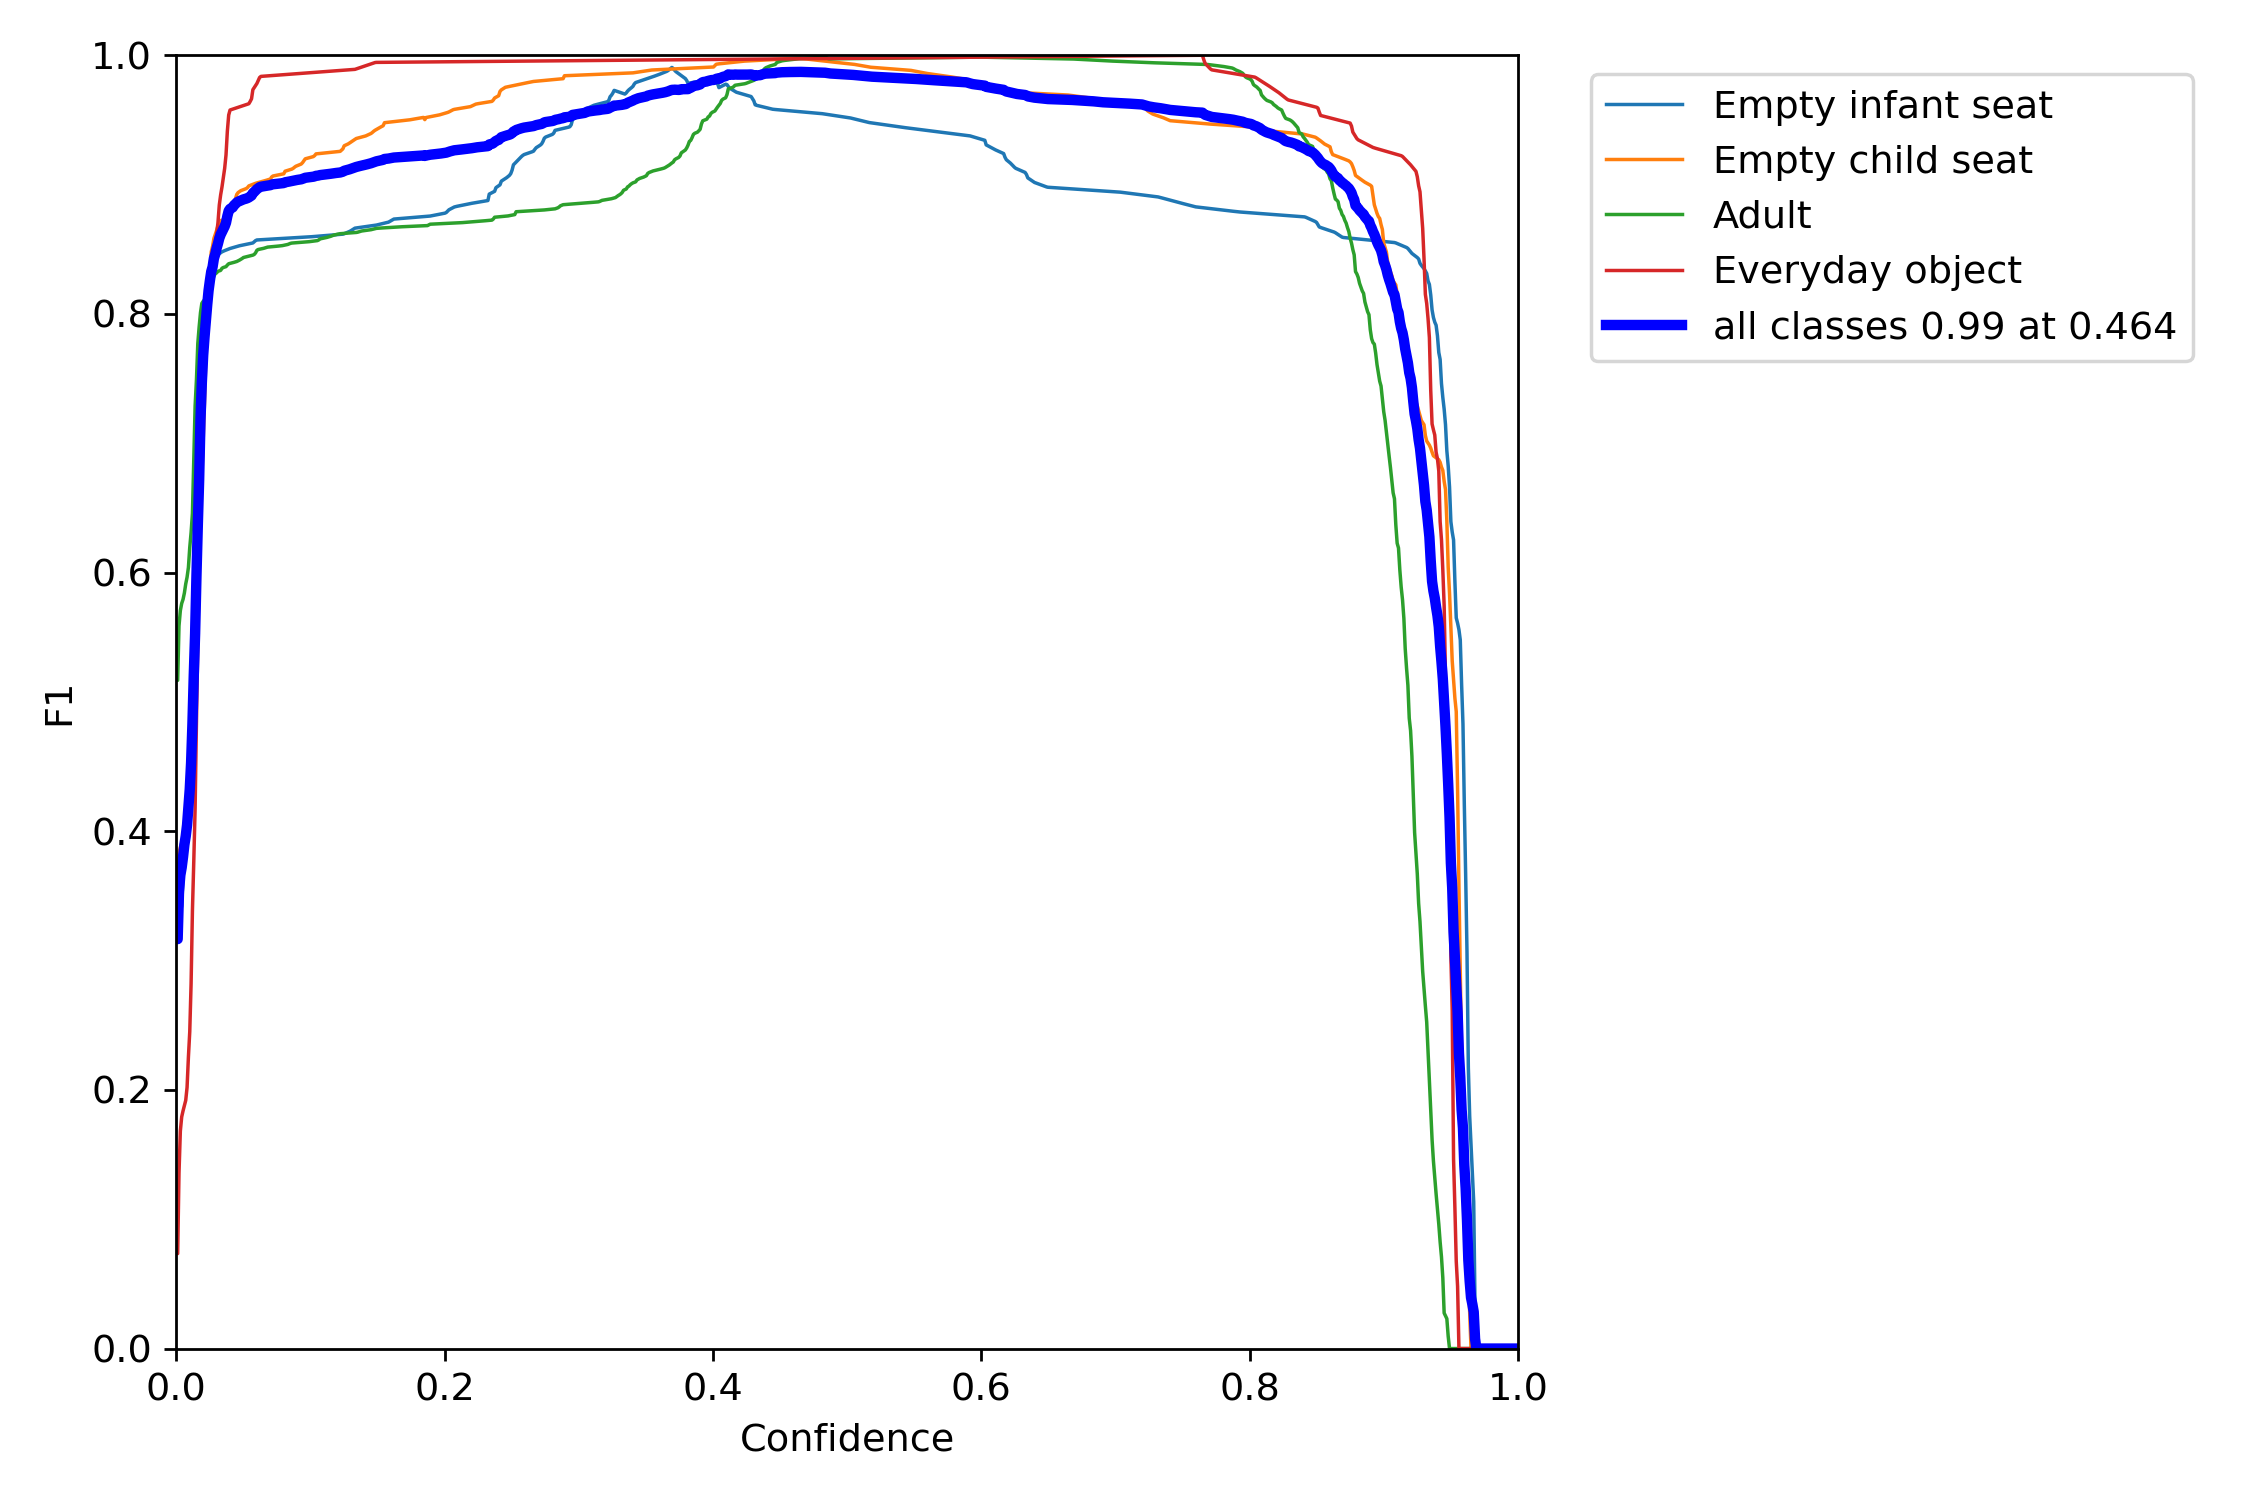 1.0
0.8
0.6
0.4
0.2
0.0
F1
0.0 0.2 0.4 0.6 0.8 1.0
Confidence
Empty infant seat
Empty child seat
Adult
Everyday object
all classes 0.99 at 0.464